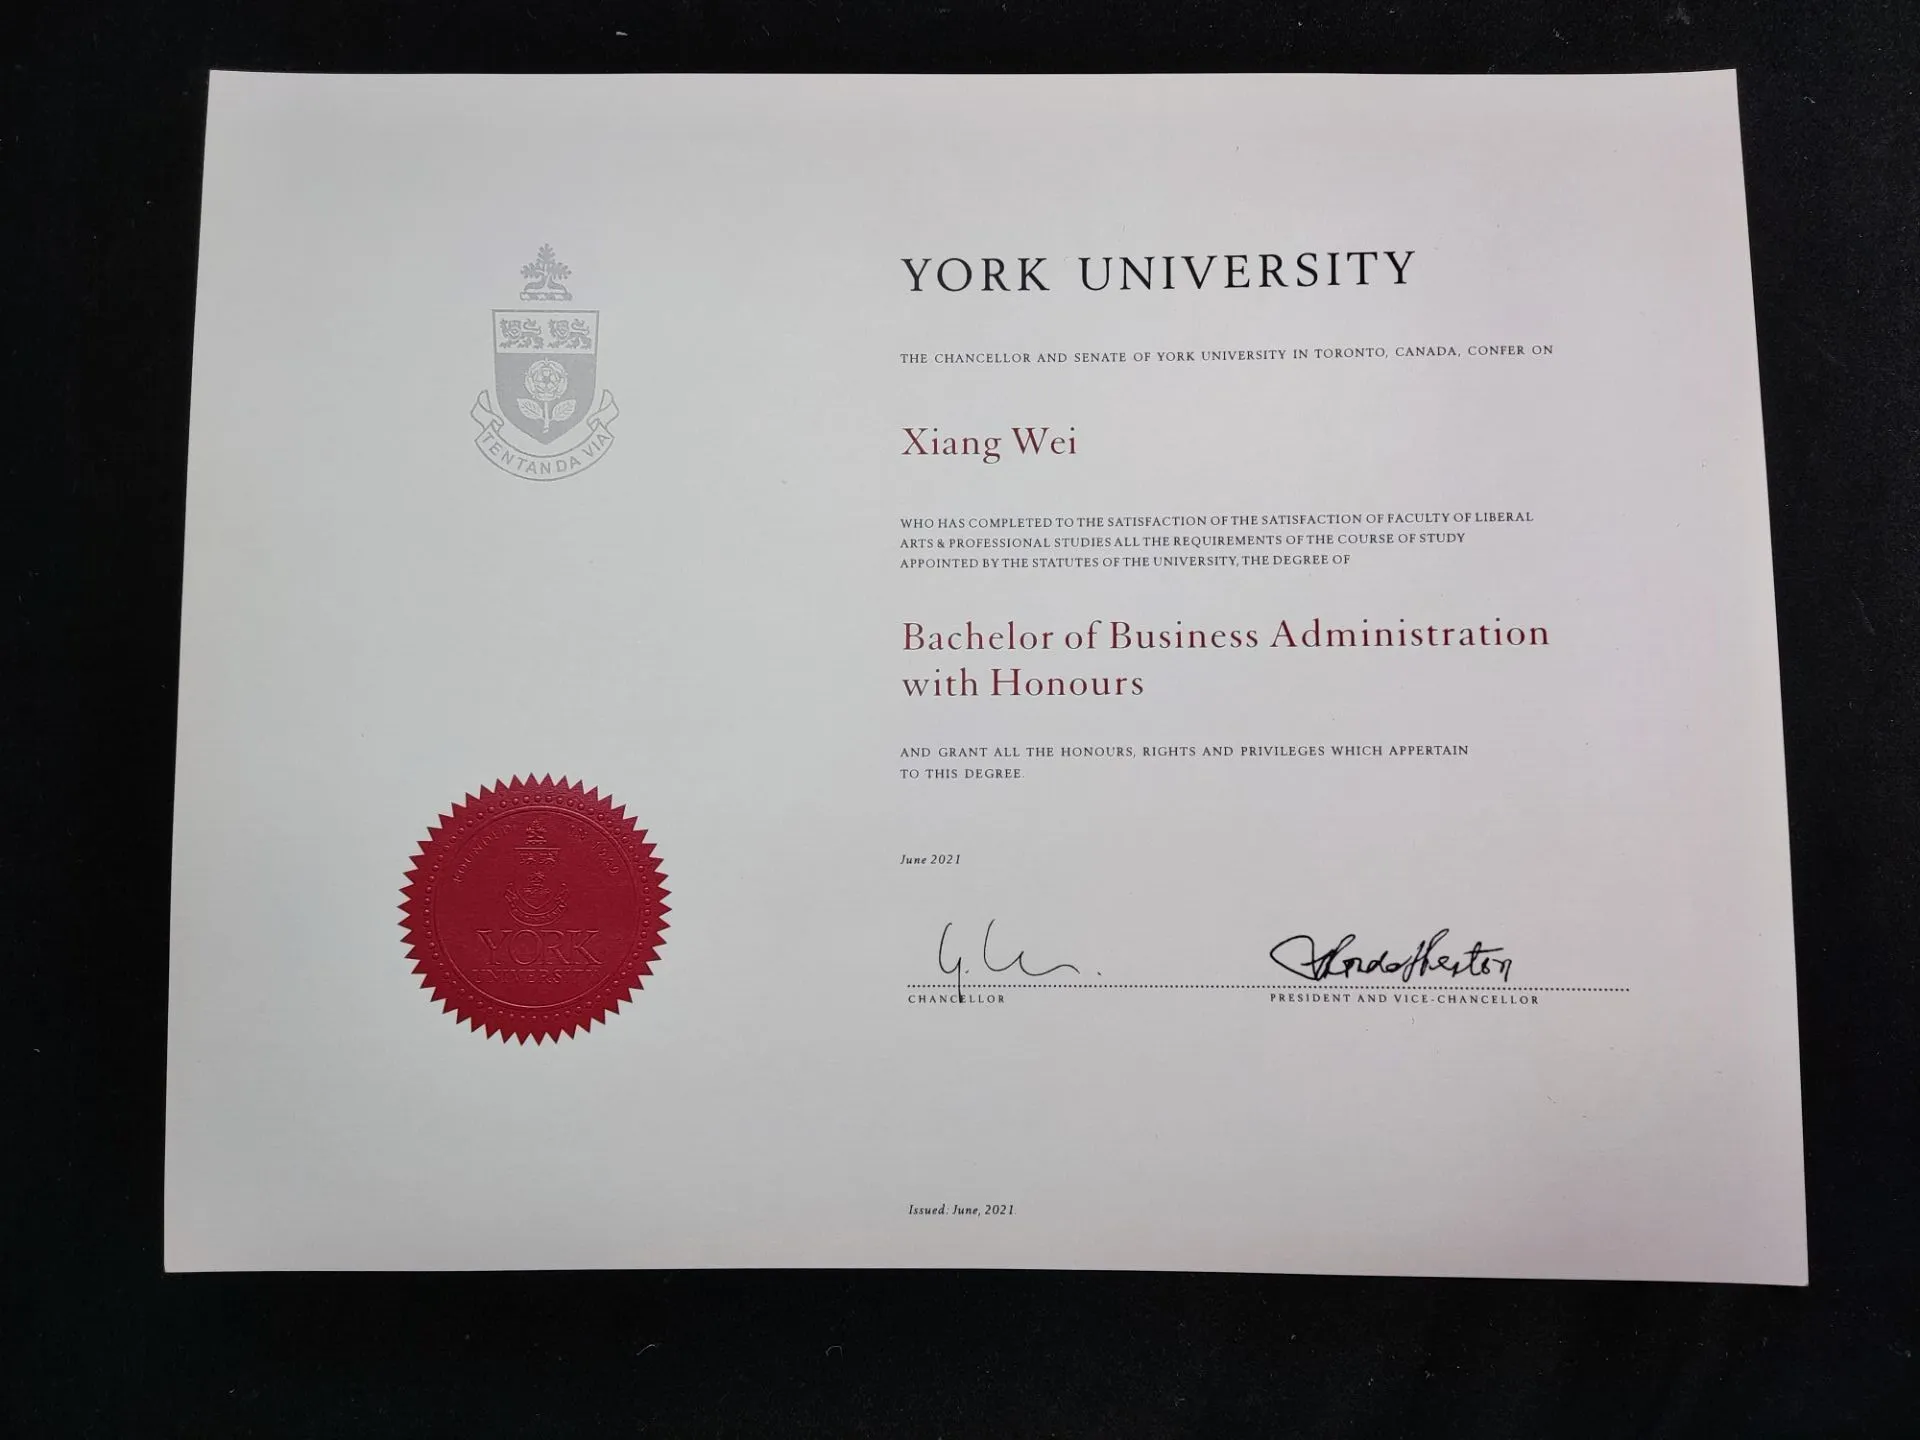 YORK UNIVERSITY
THE CHANCELLOR AND SENATE OF YORK UNIVERSITY IN TORONTO, CANADA, CONFER ON
Xiang Wei
WHO HAS COMPLETED TO THE SATISFACTION OF THE SATISFACTION OF FACULTY OF LIBERAL
ARTS & PROFESSIONAL STUDIES ALL THE REQUIREMENTS OF THE COURSE OF STUDY
APPOINTED BY THE STATUTES OF THE UNIVERSITY, THE DEGREE OF
Bachelor of Business Administration
with Honours
AND GRANT ALL THE HONOURS, RIGHTS AND PRIVILEGES WHICH APPERTAIN
TO THIS DEGREE.
June 2021
CHANCELLOR
PRESIDENT AND VICE-CHANCELLOR
Issued: June, 2021.
TENTANDA VIA
FOUNDED IN 1959
YORK
UNIVERSITY